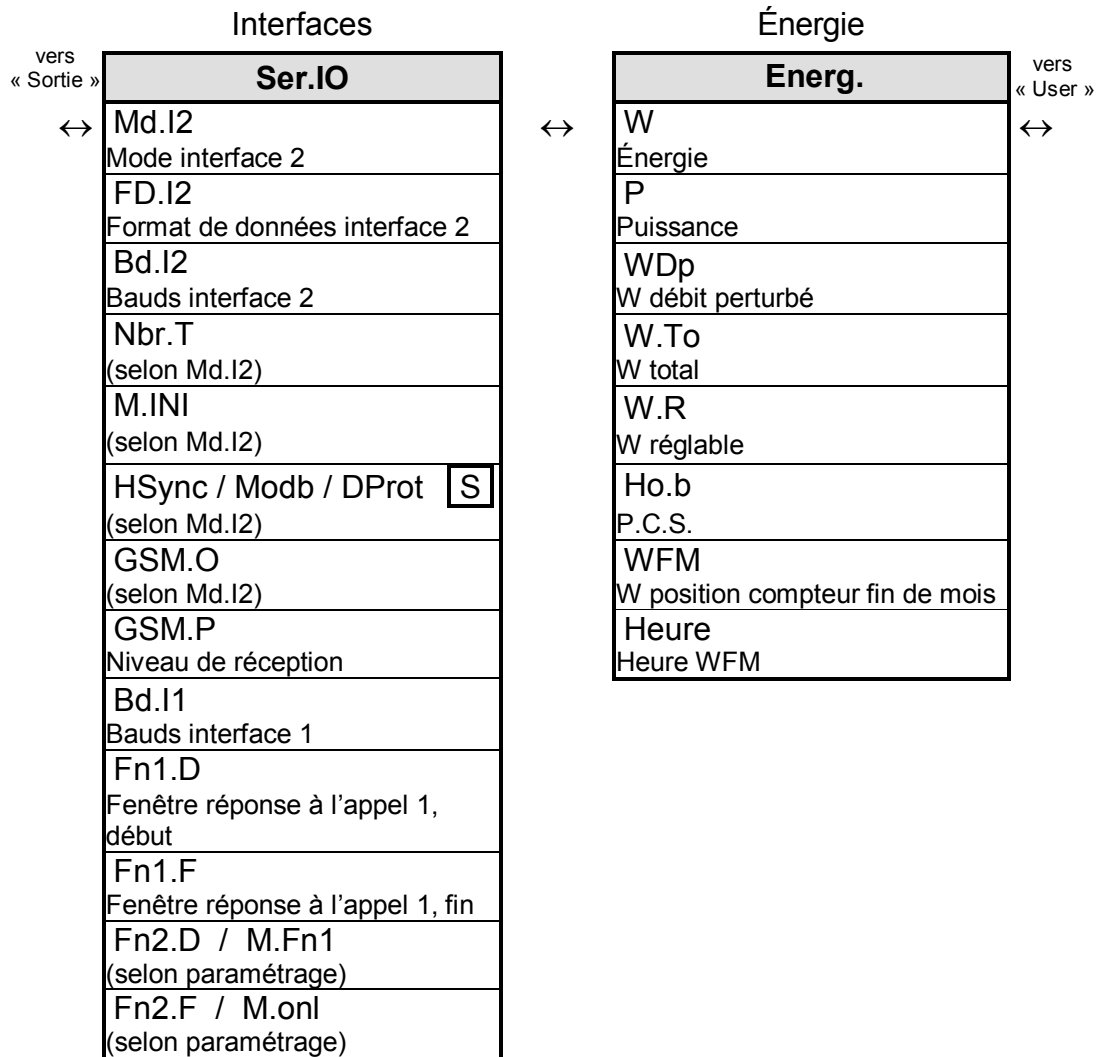 Interfaces
vers
« Sortie »
Ser.IO
↔
Md.I2
Mode interface 2
FD.I2
Format de données interface 2
Bd.I2
Bauds interface 2
Nbr.T
(selon Md.I2)
M.INI
(selon Md.I2)
HSync / Modb / DProt S
(selon Md.I2)
GSM.O
(selon Md.I2)
GSM.P
Niveau de réception
Bd.I1
Bauds interface 1
Fn1.D
Fenêtre réponse à l’appel 1,
début
Fn1.F
Fenêtre réponse à l’appel 1, fin
Fn2.D / M.Fn1
(selon paramétrage)
Fn2.F / M.onl
(selon paramétrage)
↔
Énergie
Energ.
vers
« User »
↔
W
Énergie
P
Puissance
WDp
W débit perturbé
W.To
W total
W.R
W réglable
Ho.b
P.C.S.
WFM
W position compteur fin de mois
Heure
Heure WFM